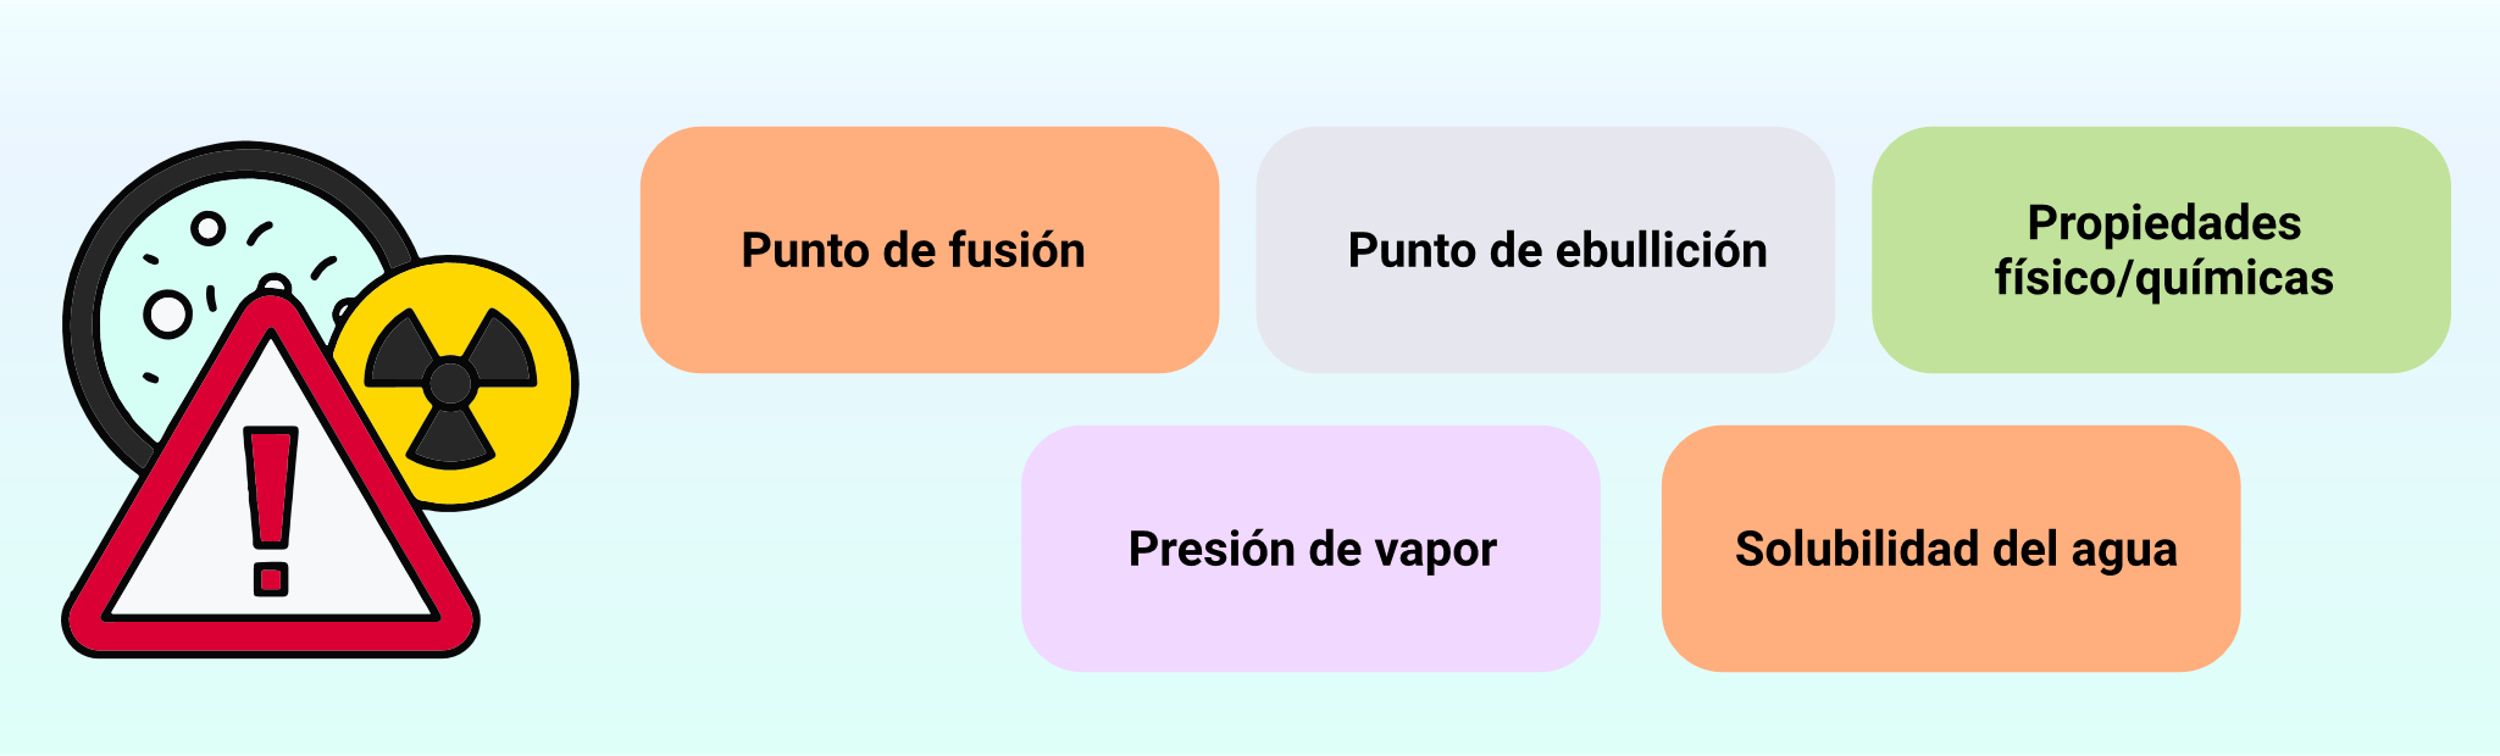 Punto de fusión
Punto de ebullición
Propiedades
físico/químicas
Presión de vapor
Solubilidad del agua